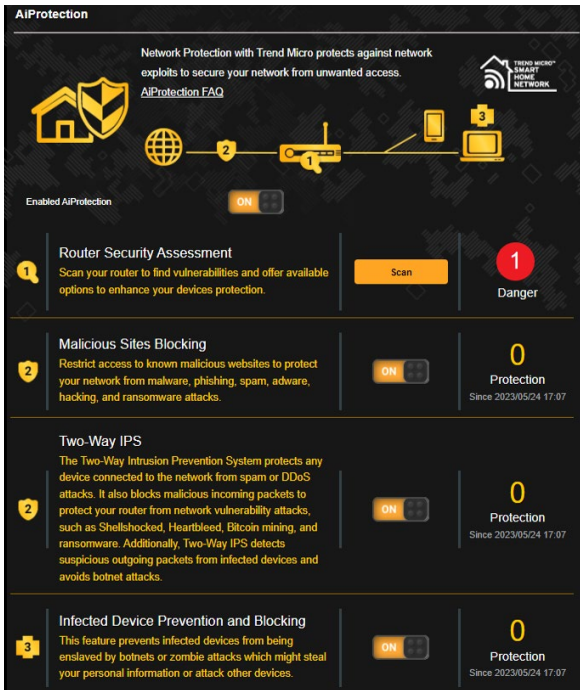 AiProtection
Network Protection with Trend Micro protects against network
exploits to secure your network from unwanted access.
AiProtection FAQ
TREND MICRO™
SMART
HOME
NETWORK
3
2
1
Enabled AiProtection
ON
1
Router Security Assessment
Scan your router to find vulnerabilities and offer available
options to enhance your devices protection.
Scan
1
Danger
2
Malicious Sites Blocking
Restrict access to known malicious websites to protect
your network from malware, phishing, spam, adware,
hacking, and ransomware attacks.
ON
0
Protection
Since 2023/05/24 17:07
2
Two-Way IPS
The Two-Way Intrusion Prevention System protects any
device connected to the network from spam or DDoS
attacks. It also blocks malicious incoming packets to
protect your router from network vulnerability attacks,
such as Shellshocked, Heartbleed, Bitcoin mining, and
ransomware. Additionally, Two-Way IPS detects
suspicious outgoing packets from infected devices and
avoids botnet attacks.
ON
0
Protection
Since 2023/05/24 17:07
3
Infected Device Prevention and Blocking
This feature prevents infected devices from being
enslaved by botnets or zombie attacks which might steal
your personal information or attack other devices.
ON
0
Protection
Since 2023/05/24 17:07